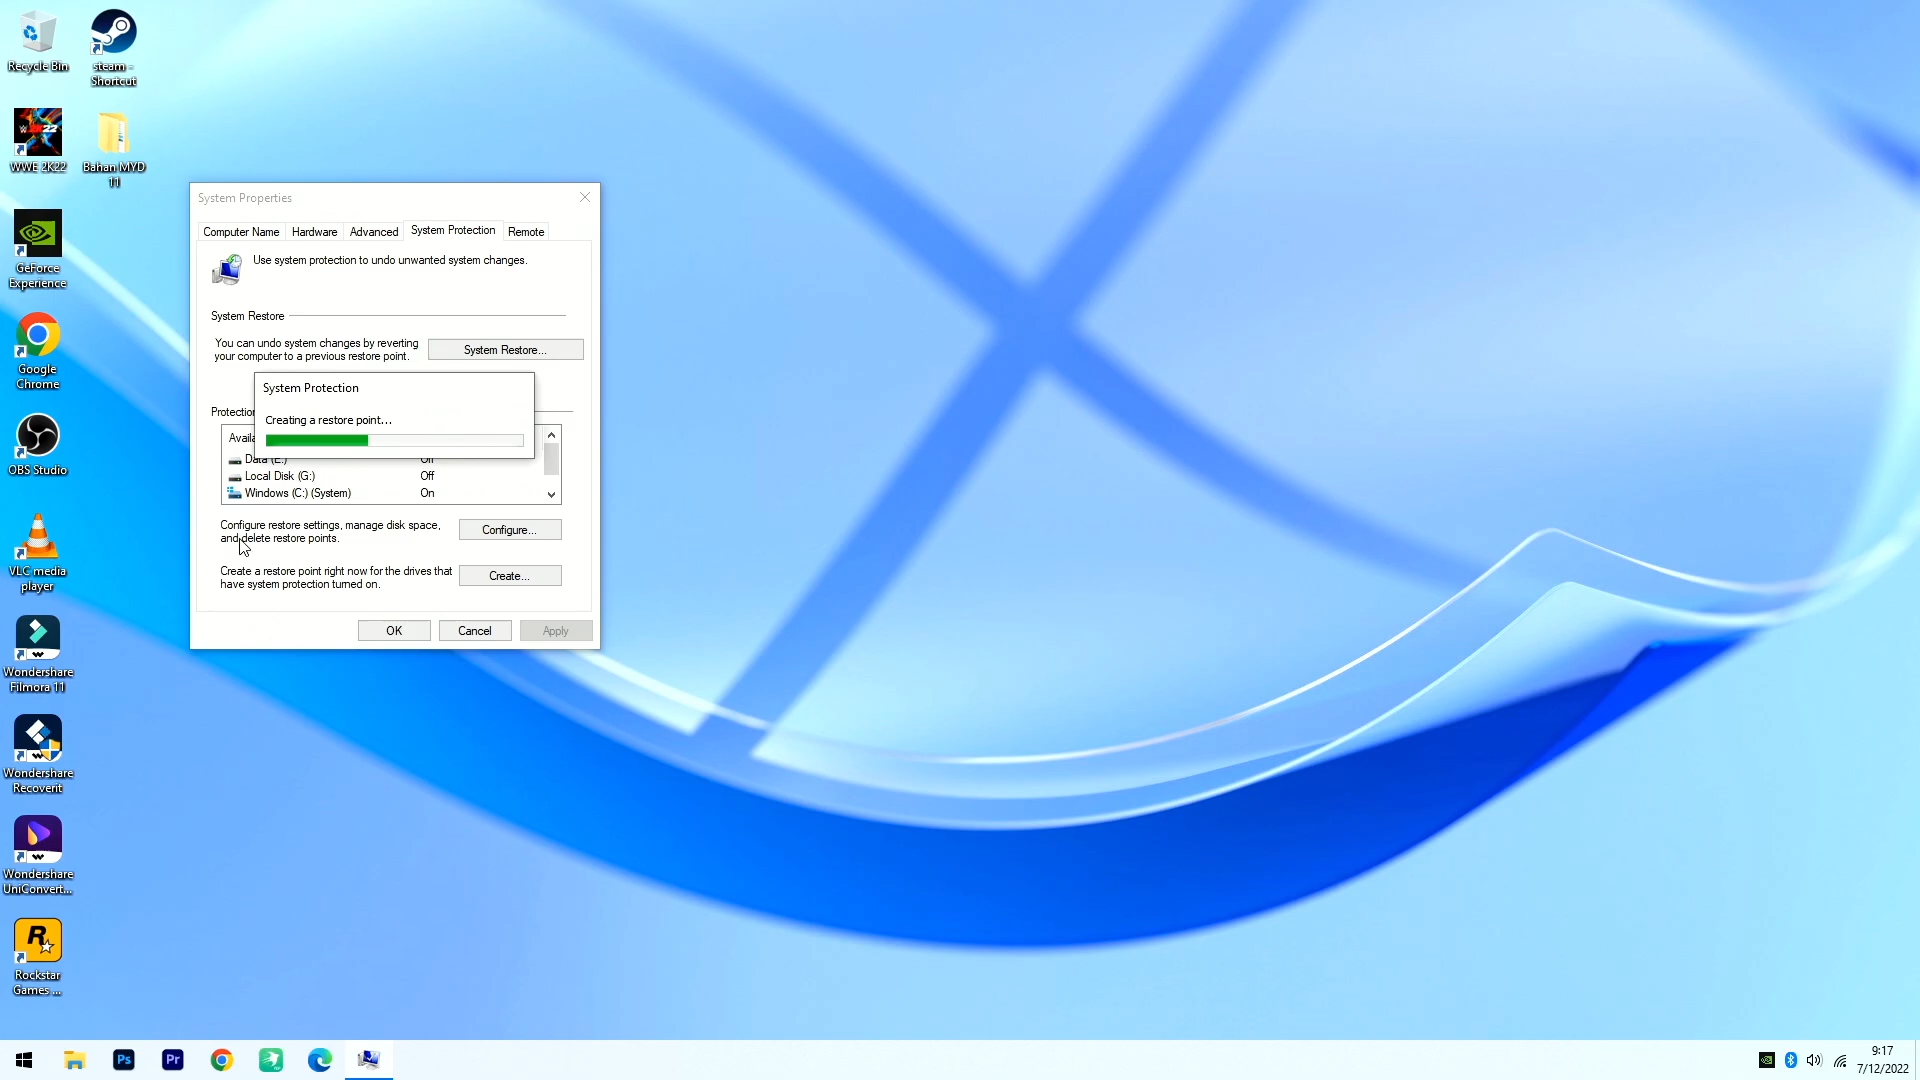 Recycle Bin
steam -
Shortcut
WWE 2K22
Bahan MYD
11
GeForce
Experience
Google
Chrome
OBS Studio
VLC media
player
Wondershare
Filmora 11
Wondershare
Recoverit
Wondershare
UniConvert...
Rockstar
Games ...
System Properties
Computer Name
Hardware
Advanced
System Protection
Remote
Use system protection to undo unwanted system changes.
System Restore
You can undo system changes by reverting
your computer to a previous restore point.
System Restore...
Protection
System Protection
Creating a restore point...
Availa
Data (E:)
Off
Local Disk (G:)
Off
Windows (C:) (System)
On
Configure restore settings, manage disk space,
and delete restore points.
Configure...
Create a restore point right now for the drives that
have system protection turned on.
Create...
OK
Cancel
Apply
Ps
Pr
9:17
7/12/2022